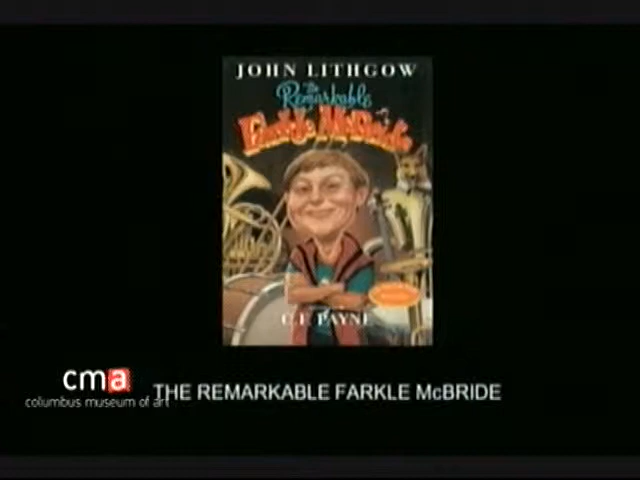 JOHN LITHGOW
The
Remarkable
Farkle McBride
C.F. PAYNE
cma
columbus museum of art
THE REMARKABLE FARKLE McBRIDE